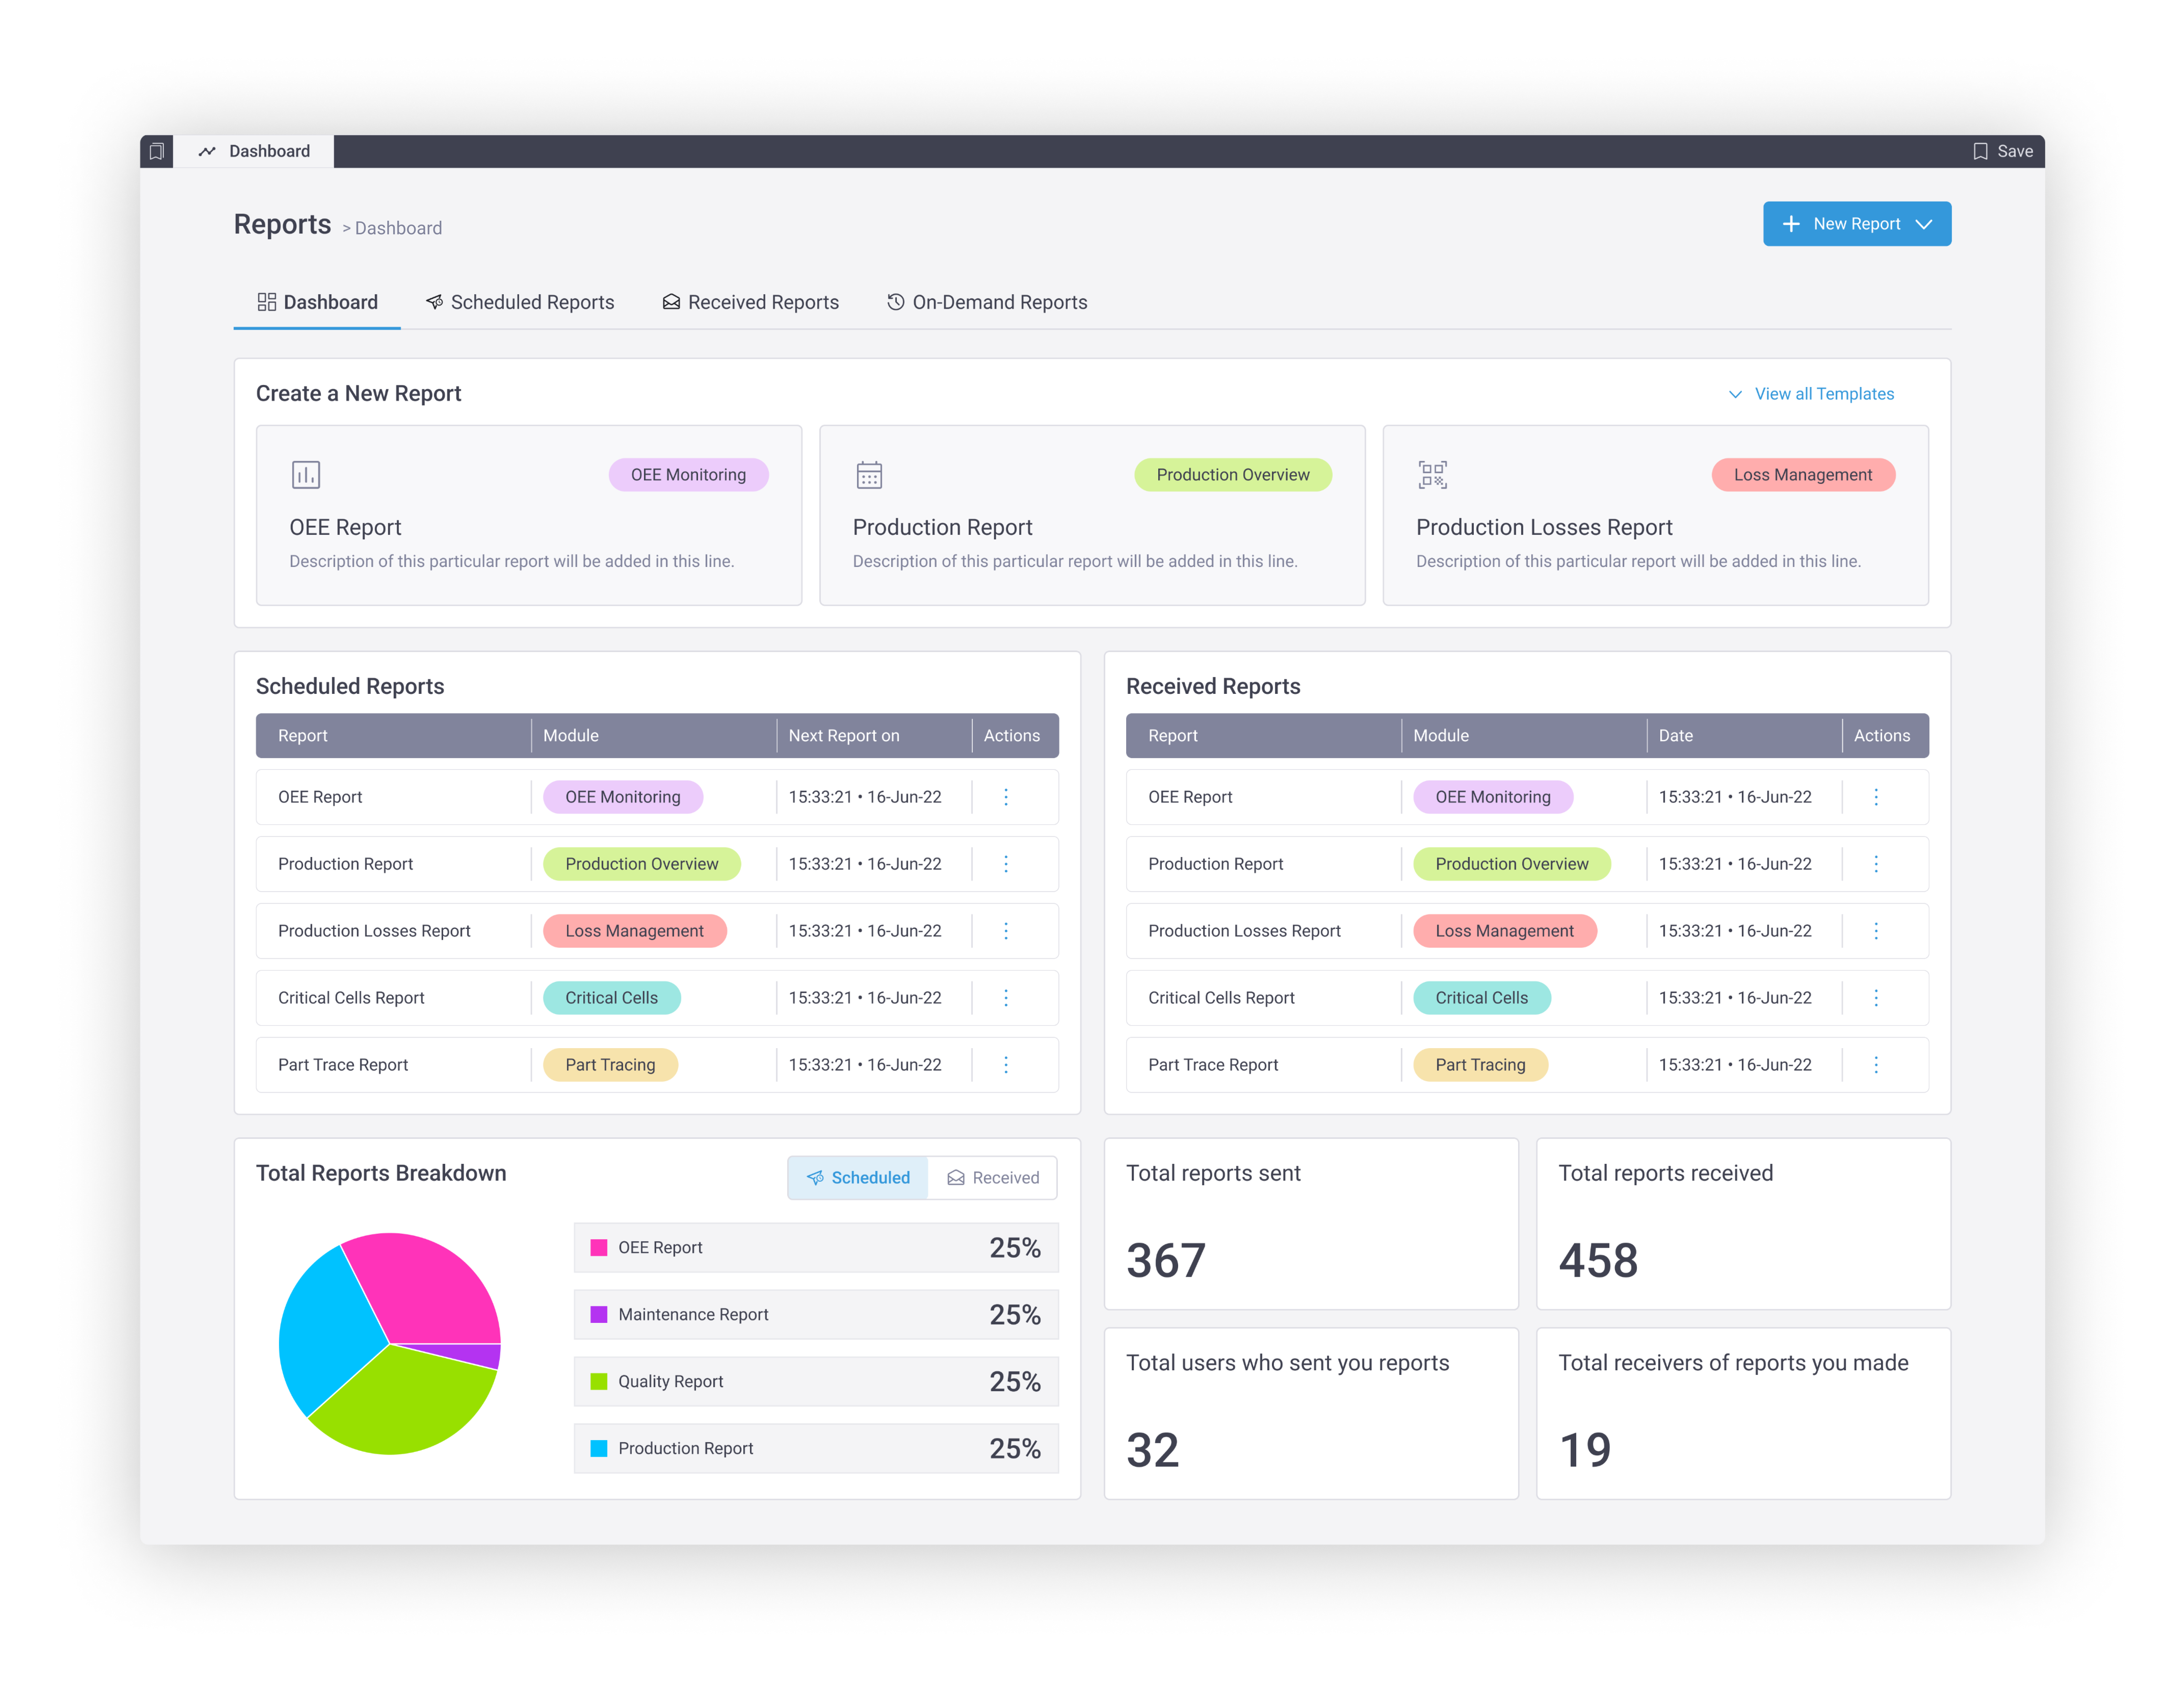 Dashboard
Save
Reports > Dashboard
New Report
Dashboard Scheduled Reports Received Reports On-Demand Reports
Create a New Report
View all Templates
OEE Monitoring
OEE Report
Description of this particular report will be added in this line.
Production Overview
Production Report
Description of this particular report will be added in this line.
Loss Management
Production Losses Report
Description of this particular report will be added in this line.
Scheduled Reports
Report Module Next Report on Actions
OEE Report OEE Monitoring 15:33:21 • 16-Jun-22
Production Report Production Overview 15:33:21 • 16-Jun-22
Production Losses Report Loss Management 15:33:21 • 16-Jun-22
Critical Cells Report Critical Cells 15:33:21 • 16-Jun-22
Part Trace Report Part Tracing 15:33:21 • 16-Jun-22
Received Reports
Report Module Date Actions
OEE Report OEE Monitoring 15:33:21 • 16-Jun-22
Production Report Production Overview 15:33:21 • 16-Jun-22
Production Losses Report Loss Management 15:33:21 • 16-Jun-22
Critical Cells Report Critical Cells 15:33:21 • 16-Jun-22
Part Trace Report Part Tracing 15:33:21 • 16-Jun-22
Total Reports Breakdown
Scheduled Received
OEE Report 25%
Maintenance Report 25%
Quality Report 25%
Production Report 25%
Total reports sent
367
Total reports received
458
Total users who sent you reports
32
Total receivers of reports you made
19